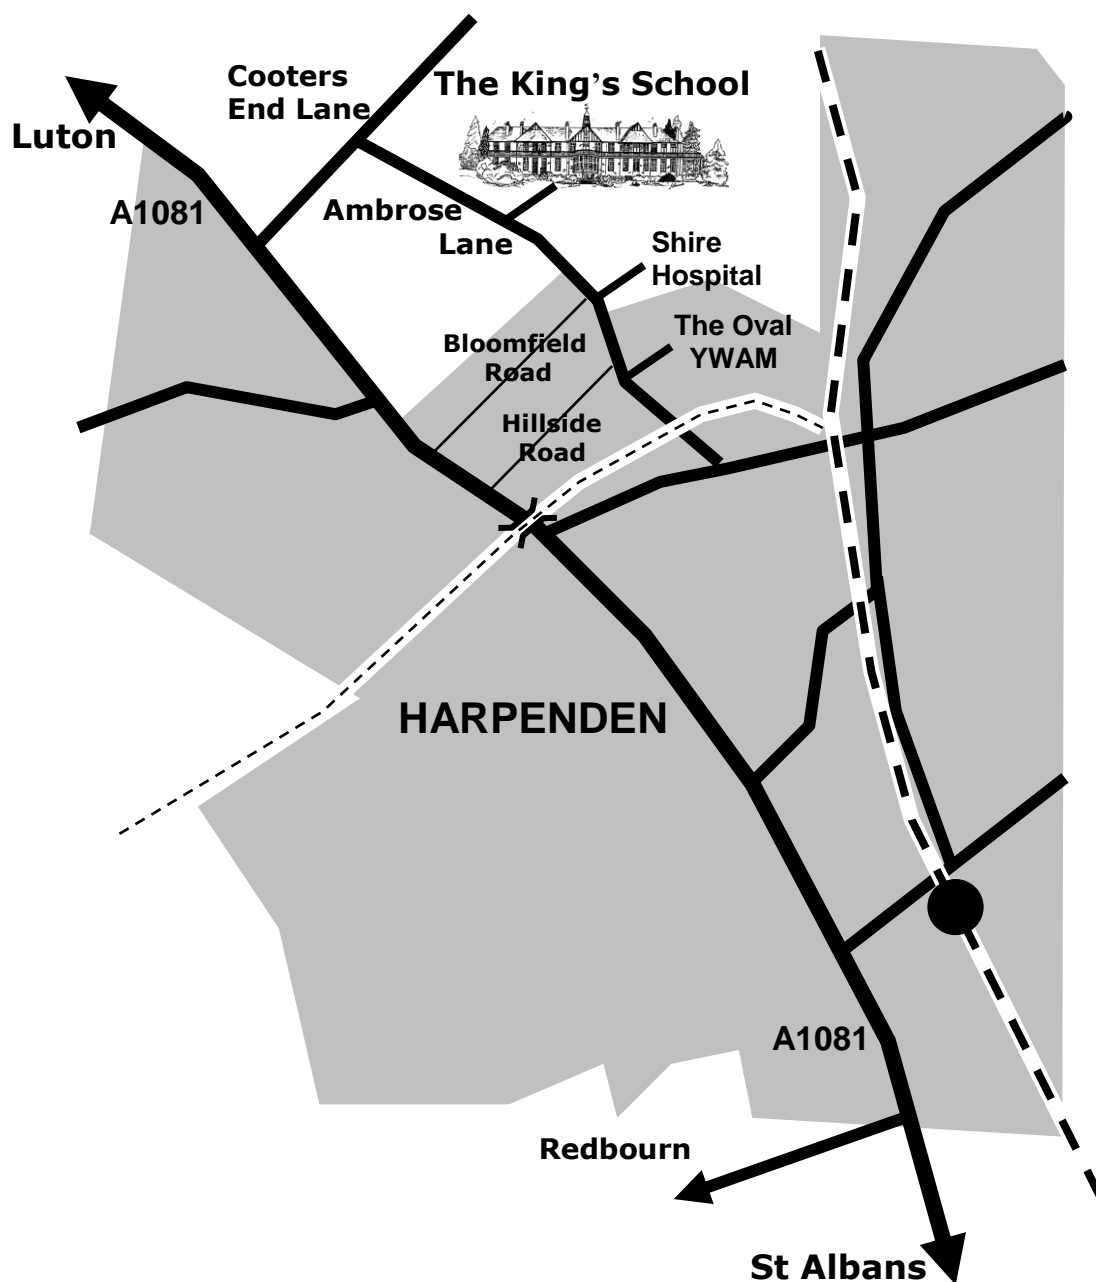 Cooters
End Lane
The King's School
Luton
A1081
Ambrose
Lane
Shire
Hospital
The Oval
YWAM
Bloomfield
Road
Hillside
Road
HARPENDEN
A1081
Redbourn
St Albans